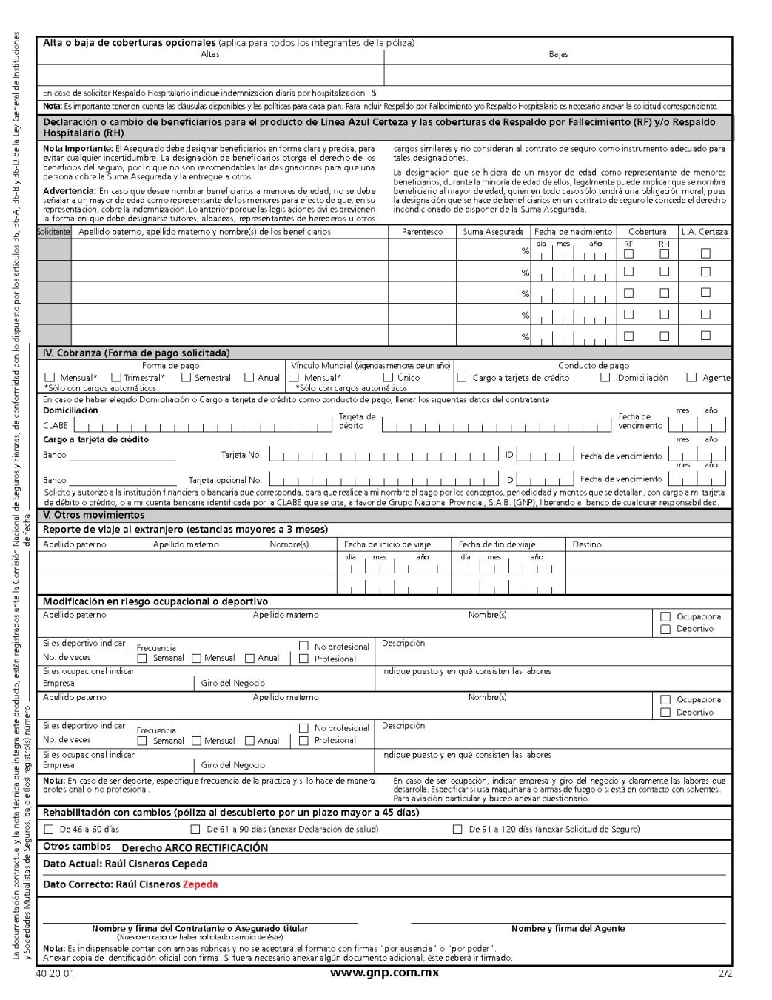 Alta o baja de coberturas opcionales (aplica para todos los integrantes de la póliza)
Altas Bajas
En caso de solicitar Respaldo Hospitalario indique indemnización diaria por hospitalización $
Nota: Es importante tener en cuenta las cláusulas disponibles y las políticas para cada plan. Para incluir Respaldo por Fallecimiento y/o Respaldo Hospitalario es necesario anexar la solicitud correspondiente.
Declaración o cambio de beneficiarios para el producto de Línea Azul Certeza y las coberturas de Respaldo por Fallecimiento (RF) y/o Respaldo
Hospitalario (RH)
Nota Importante: El Asegurado debe designar beneficiarios en forma clara y precisa, para
evitar cualquier incertidumbre. La designación de beneficiarios otorga el derecho de los
beneficios del seguro, por lo que no son recomendables las designaciones para que una
persona cobre la Suma Asegurada y la entregue a otros.
Advertencia: En caso que desee nombrar beneficiarios a menores de edad, no se debe
señalar a un mayor de edad como representante de los menores para efecto de que, en su
representación, cobre la indemnización. Lo anterior porque las legislaciones civiles previenen
la forma en que debe designarse tutores, albaceas, representantes de herederos u otros
cargos similares y no consideran al contrato de seguro como instrumento adecuado para
tales designaciones.
La designación que se hiciera de un mayor de edad como representante de menores
beneficiarios, durante la minoría de edad de ellos, legalmente puede implicar que se nombra
beneficiario al mayor de edad, quien en todo caso sólo tendrá una obligación moral, pues
la designación que se hace de beneficiarios en un contrato de seguro le concede el derecho
incondicionado de disponer de la Suma Asegurada.
Solicitante Apellido paterno, apellido materno y nombre(s) de los beneficiarios Parentesco Suma Asegurada Fecha de nacimiento Cobertura L.A. Certeza
día mes año RF RH
%
%
%
%
%
IV. Cobranza (Forma de pago solicitada)
Forma de pago Vínculo Mundial (vigencias menores de un año) Conducto de pago
Mensual* Trimestral* Semestral Anual Mensual* Único Cargo a tarjeta de crédito Domiciliación Agente
*Sólo con cargos automáticos *Sólo con cargos automáticos
En caso de haber elegido Domiciliación o Cargo a tarjeta de crédito como conducto de pago, llenar los siguentes datos del contratante.
Domiciliación mes año
CLABE Tarjeta de débito Fecha de vencimiento
Cargo a tarjeta de crédito mes año
Banco Tarjeta No. ID Fecha de vencimiento
mes año
Banco Tarjeta opcional No. ID Fecha de vencimiento
Solicito y autorizo a la institución financiera o bancaria que corresponda, para que realice a mi nombre el pago por los conceptos, periodicidad y montos que se detallan, con cargo a mi tarjeta
de débito o crédito, o a mi cuenta bancaria identificada por la CLABE que se cita, a favor de Grupo Nacional Provincial, S.A.B. (GNP), liberando al banco de cualquier responsabilidad.
V. Otros movimientos
Reporte de viaje al extranjero (estancias mayores a 3 meses)
Apellido paterno Apellido materno Nombre(s) Fecha de inicio de viaje Fecha de fin de viaje Destino
día mes año día mes año
Modificación en riesgo ocupacional o deportivo
Apellido paterno Apellido materno Nombre(s) Ocupacional
Deportivo
Si es deportivo indicar Frecuencia No profesional Descripción
No. de veces Semanal Mensual Anual Profesional
Si es ocupacional indicar Indique puesto y en qué consisten las labores
Empresa Giro del Negocio
Apellido paterno Apellido materno Nombre(s) Ocupacional
Deportivo
Si es deportivo indicar Frecuencia No profesional Descripción
No. de veces Semanal Mensual Anual Profesional
Si es ocupacional indicar Indique puesto y en qué consisten las labores
Empresa Giro del Negocio
Nota: En caso de ser deporte, especifique frecuencia de la práctica y si lo hace de manera
profesional o no profesional.
En caso de ser ocupación, indicar empresa y giro del negocio y claramente las labores que
desarrolla. Especificar si usa maquinaria o armas de fuego o si está en contacto con solventes.
Para aviación particular y buceo anexar cuestionario.
Rehabilitación con cambios (póliza al descubierto por un plazo mayor a 45 días)
De 46 a 60 días De 61 a 90 días (anexar Declaración de salud) De 91 a 120 días (anexar Solicitud de Seguro)
Otros cambios Derecho ARCO RECTIFICACIÓN
Dato Actual: Raúl Cisneros Cepeda
Dato Correcto: Raúl Cisneros Zepeda
Nombre y firma del Contratante o Asegurado titular Nombre y firma del Agente
(Nuevo en caso de haber solicitado cambio de éste)
Nota: Es indispensable contar con ambas rúbricas y no se aceptará el formato con firmas "por ausencia" o "por poder".
Anexar copia de identificación oficial con firma. Si fuera necesario anexar algún documento adicional, éste deberá ir firmado.
40 20 01 www.gnp.com.mx 2/2
La documentación contractual y la nota técnica que integra este producto, están registrados ante la Comisión Nacional de Seguros y Fianzas, de conformidad con lo dispuesto por los artículos 36, 36-A, 36-B y 36-D de la Ley General de Instituciones
y Sociedades Mutualistas de Seguros, bajo el(los) registro(s) número de fecha